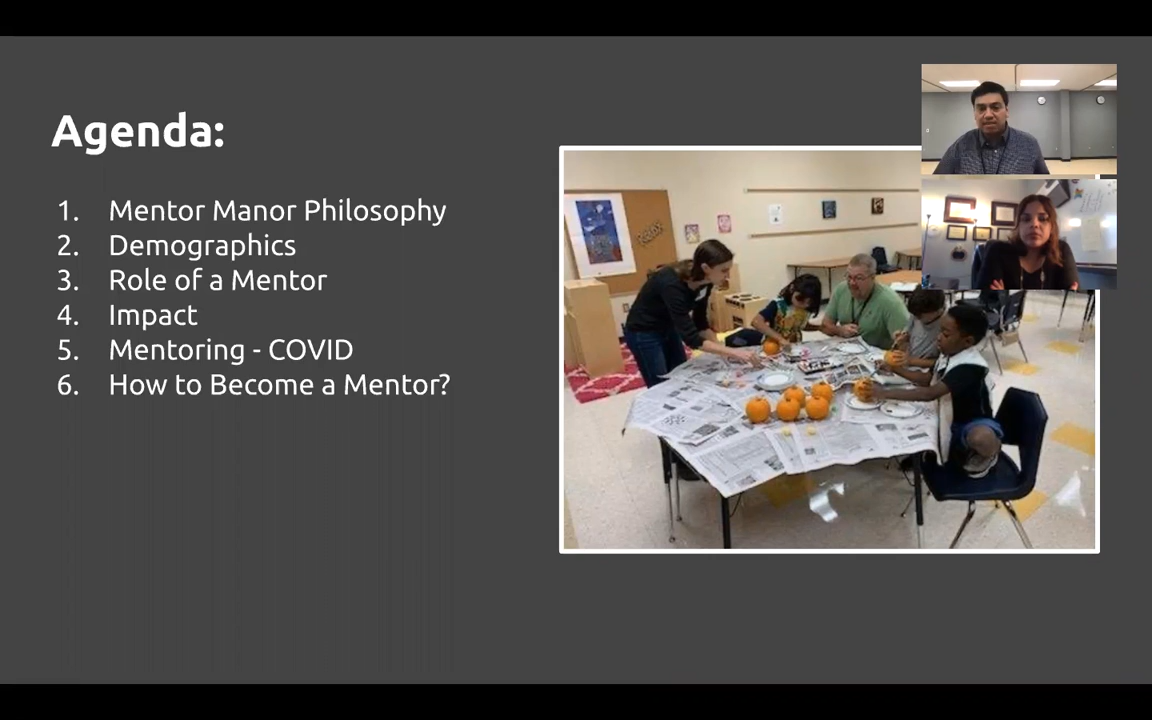 Agenda:
1. Mentor Manor Philosophy
2. Demographics
3. Role of a Mentor
4. Impact
5. Mentoring - COVID
6. How to Become a Mentor?